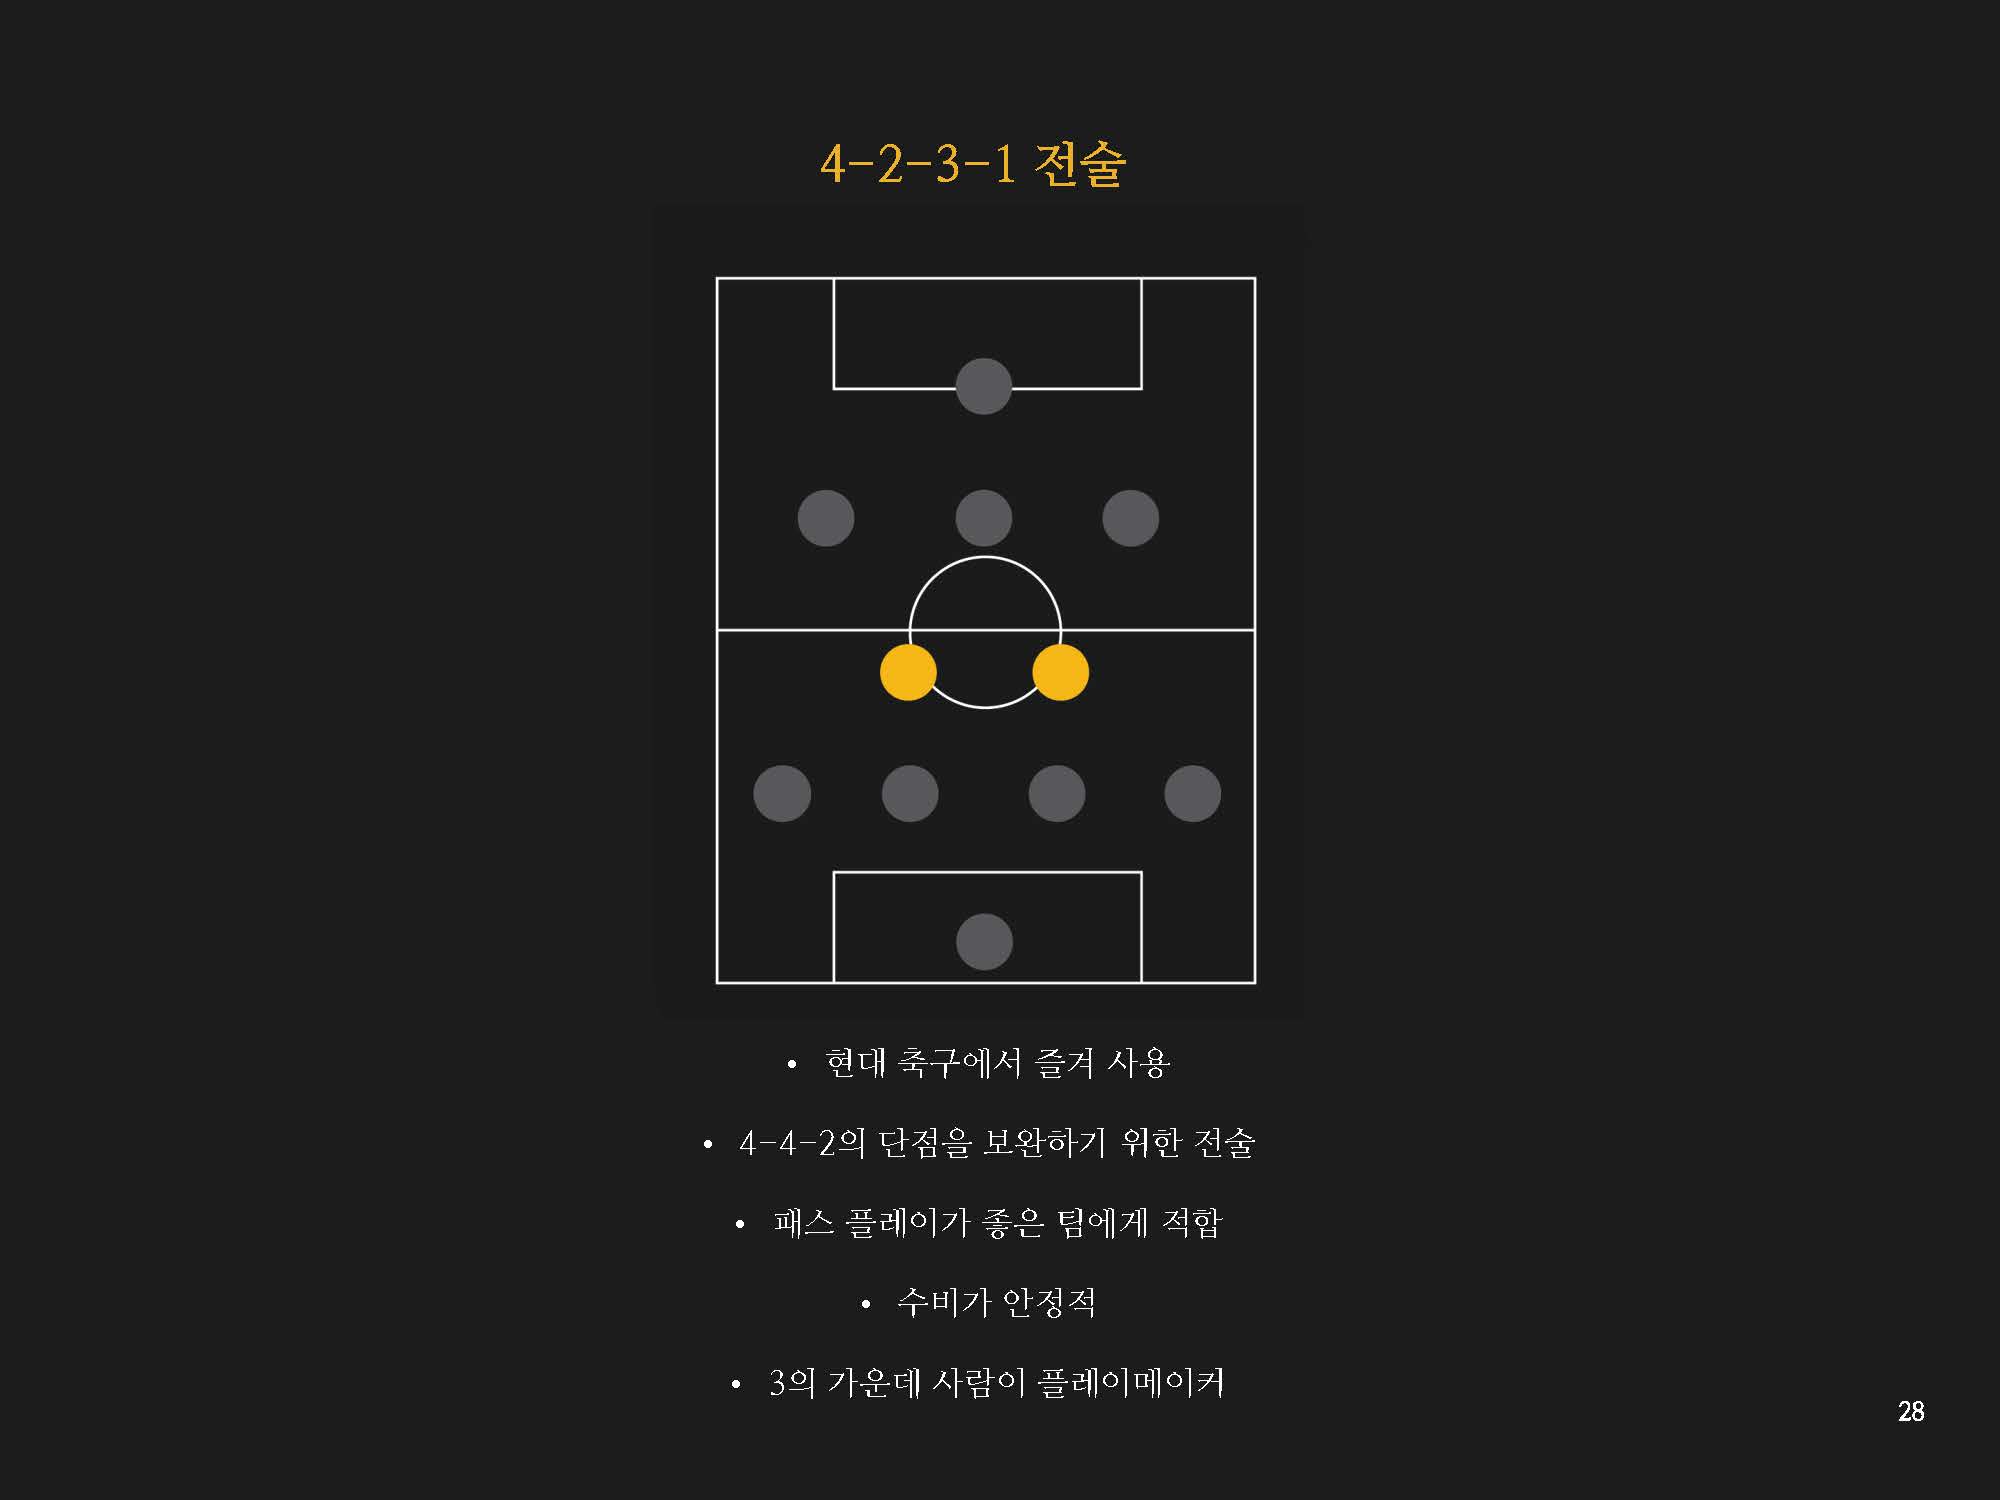 4-2-3-1 전술
• 현대 축구에서 즐겨 사용
• 4-4-2의 단점을 보완하기 위한 전술
• 패스 플레이가 좋은 팀에게 적합
• 수비가 안정적
• 3의 가운데 사람이 플레이메이커
28